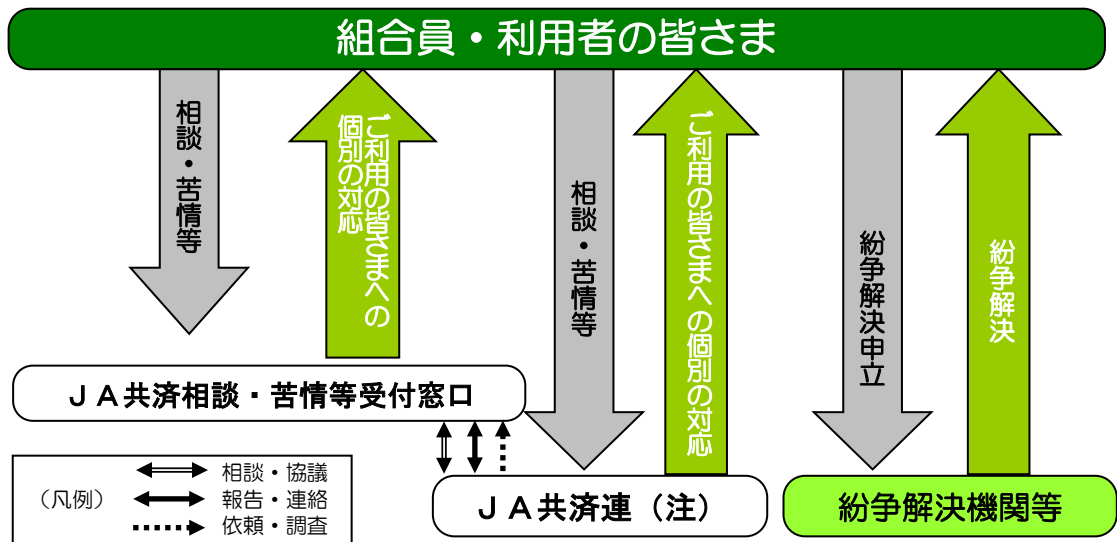 組合員・利用者の皆さま
相談・苦情等
ご利用の皆さまへの
個別の対応
相談・苦情等
ご利用の皆さまへの個別の対応
紛争解決申立
紛争解決
ＪＡ共済相談・苦情等受付窓口
ＪＡ共済連（注）
紛争解決機関等
（凡例）
相談・協議
報告・連絡
依頼・調査